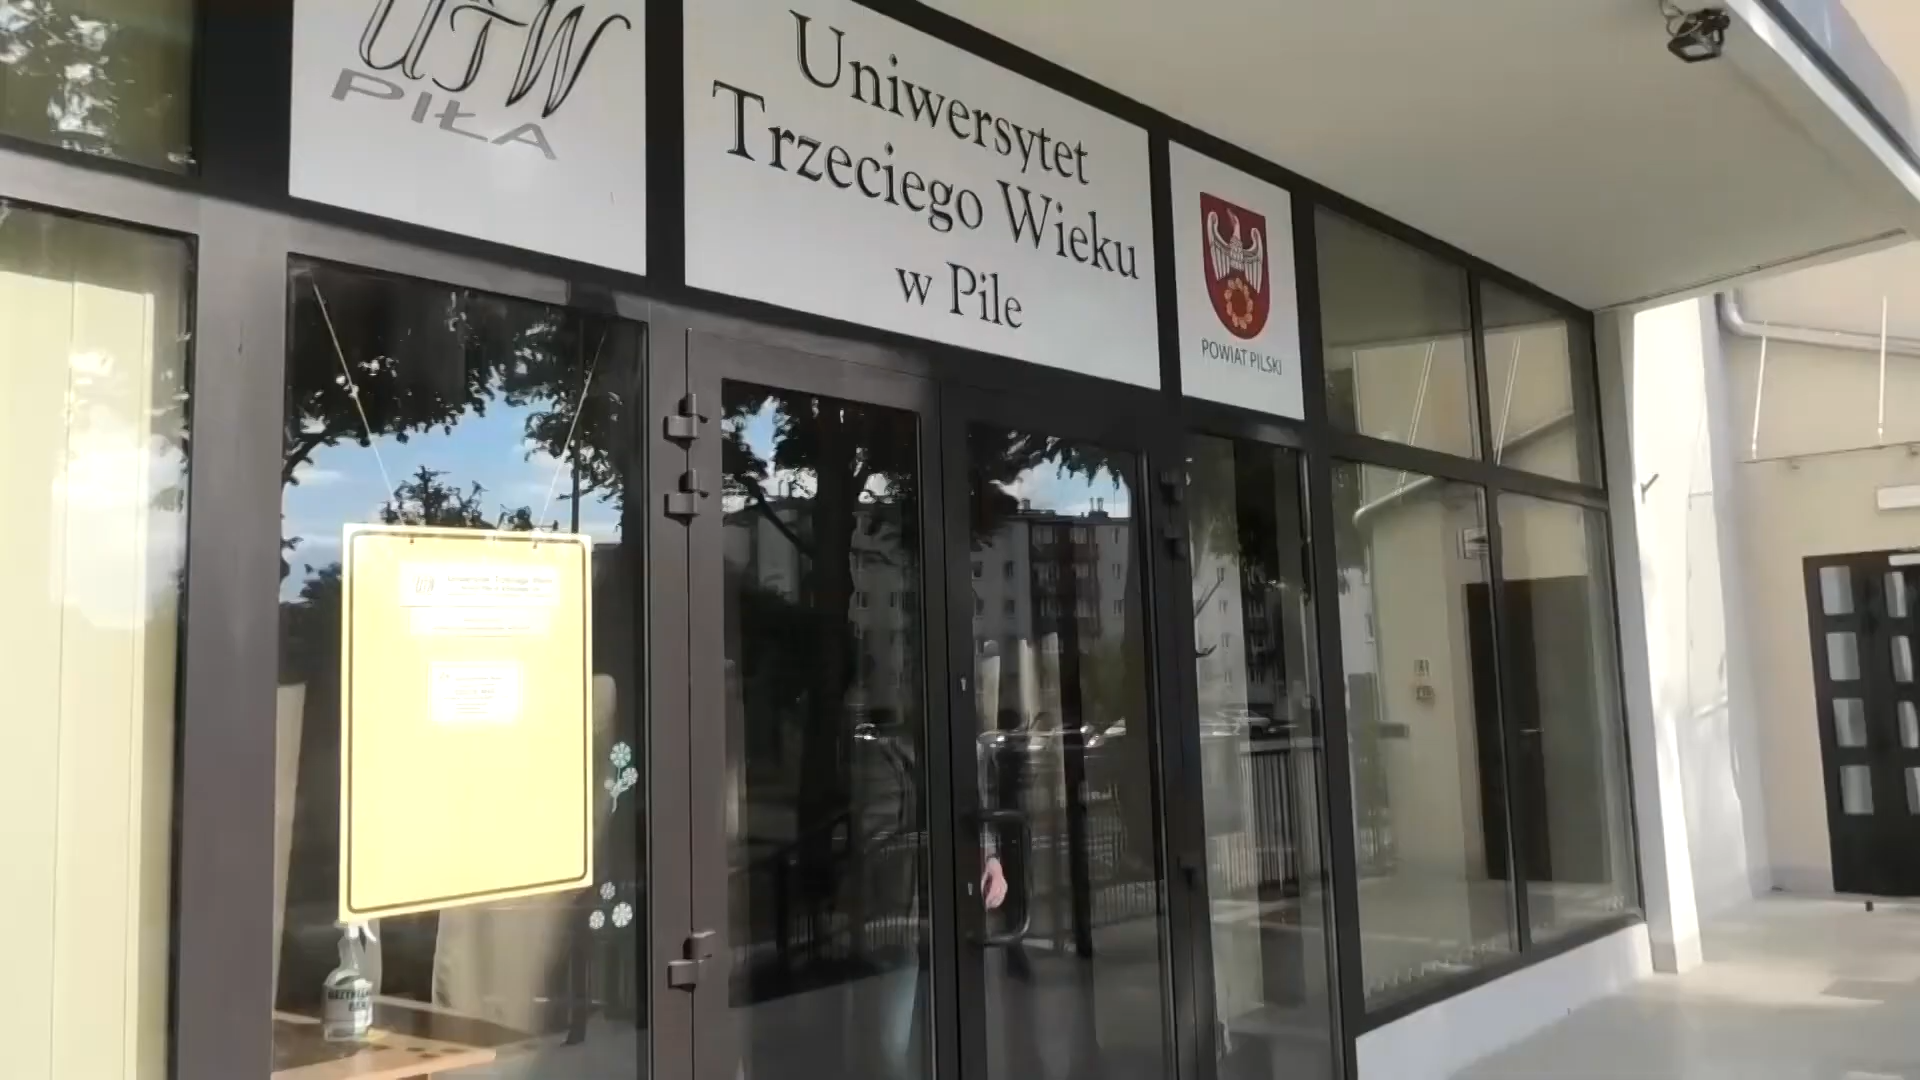 UTW
PIŁA
Uniwersytet
Trzeciego Wieku
w Pile
POWIAT PILSKI